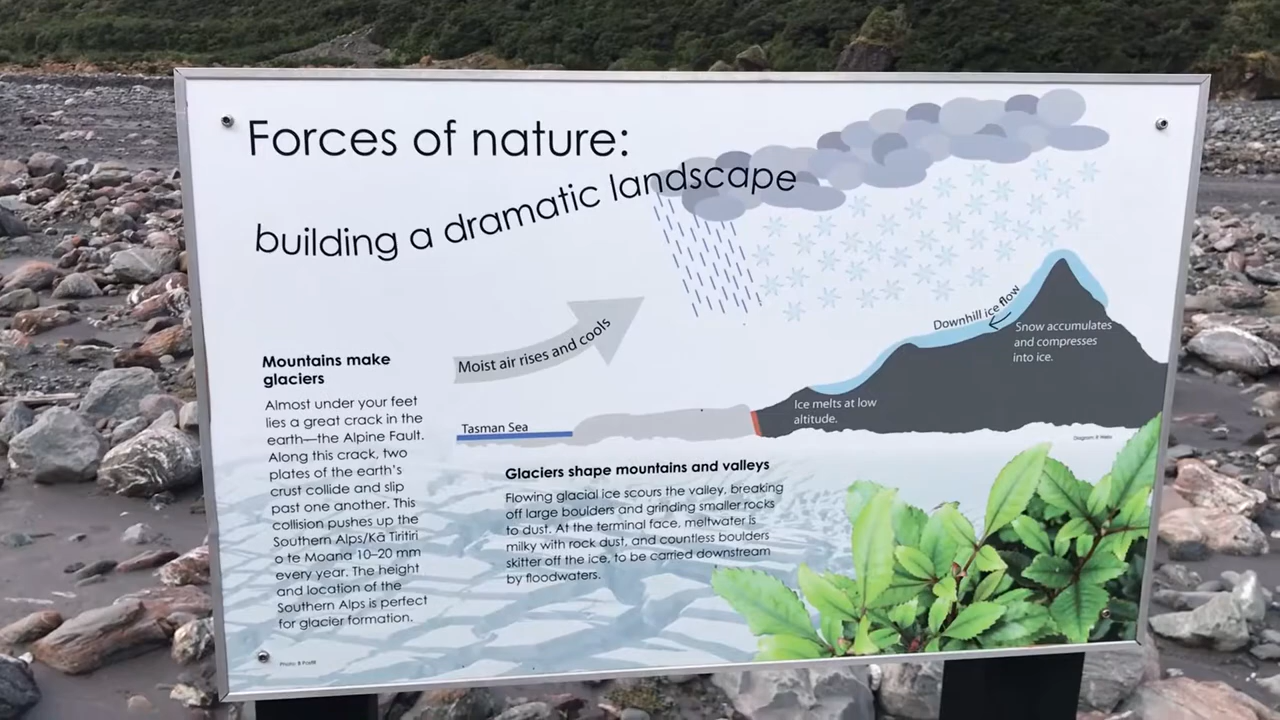 Forces of nature:
building a dramatic landscape
Moist air rises and cools
Downhill ice flow
Snow accumulates
and compresses
into ice.
Ice melts at low
altitude.
Tasman Sea
Mountains make
glaciers
Almost under your feet
lies a great crack in the
earth—the Alpine Fault.
Along this crack, two
plates of the earth's
crust collide and slip
past one another. This
collision pushes up the
Southern Alps/Kā Tiritiri
o te Moana 10–20 mm
every year. The height
and location of the
Southern Alps is perfect
for glacier formation.
Glaciers shape mountains and valleys
Flowing glacial ice scours the valley, breaking
off large boulders and grinding smaller rocks
to dust. At the terminal face, meltwater is
milky with rock dust, and countless boulders
skitter off the ice, to be carried downstream
by floodwaters.